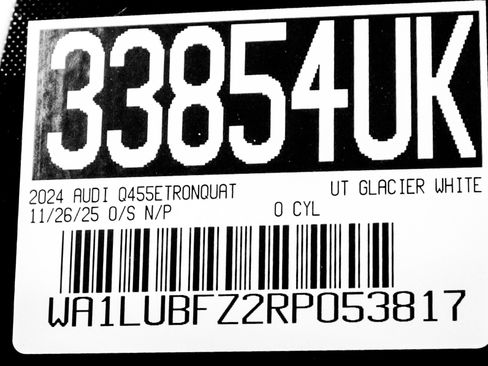 33854UK
2024 AUDI Q455ETRONQUAT UT GLACIER WHITE
11/26/25 O/S N/P 0 CYL
WA1LUBFZ2RP053817